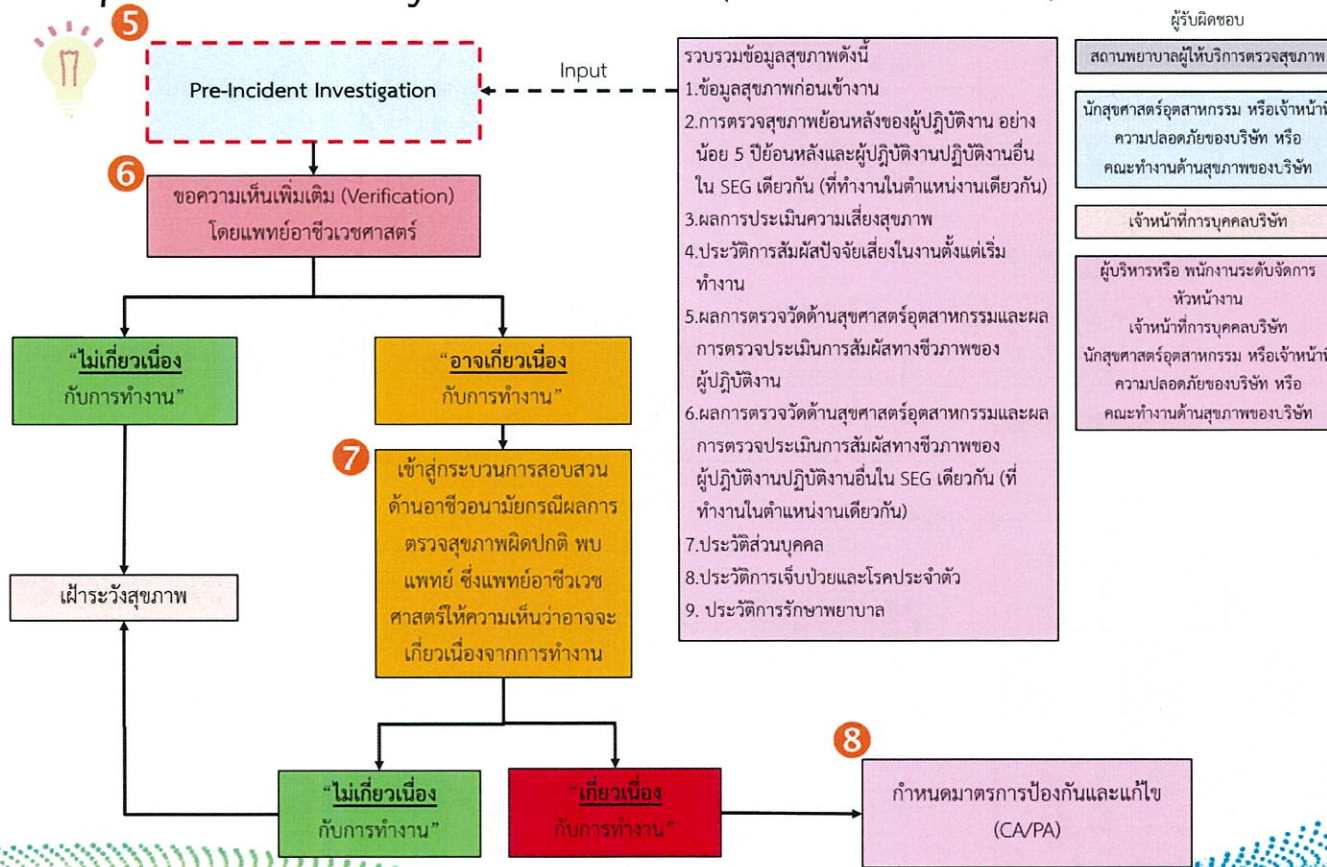 5
Pre-Incident Investigation
Input
6
ขอความเห็นเพิ่มเติม (Verification)
โดยแพทย์อาชีวเวชศาสตร์
"ไม่เกี่ยวเนื่อง
กับการทำงาน"
"อาจเกี่ยวเนื่อง
กับการทำงาน"
7
เข้าสู่กระบวนการสอบสวน
ด้านอาชีวอนามัยกรณีผลการ
ตรวจสุขภาพผิดปกติ พบ
แพทย์ ซึ่งแพทย์อาชีวเวช
ศาสตร์ให้ความเห็นว่าอาจจะ
เกี่ยวเนื่องจากการทำงาน
เฝ้าระวังสุขภาพ
"ไม่เกี่ยวเนื่อง
กับการทำงาน"
"เกี่ยวเนื่อง
กับการทำงาน"
8
กำหนดมาตรการป้องกันและแก้ไข
(CA/PA)
รวบรวมข้อมูลสุขภาพดังนี้
1.ข้อมูลสุขภาพก่อนเข้างาน
2.การตรวจสุขภาพย้อนหลังของผู้ปฏิบัติงาน อย่าง
น้อย 5 ปีย้อนหลังและผู้ปฏิบัติงานปฏิบัติงานอื่น
ใน SEG เดียวกัน (ที่ทำงานในตำแหน่งงานเดียวกัน)
3.ผลการประเมินความเสี่ยงสุขภาพ
4.ประวัติการสัมผัสปัจจัยเสี่ยงในงานตั้งแต่เริ่ม
ทำงาน
5.ผลการตรวจวัดด้านสุขศาสตร์อุตสาหกรรมและผล
การตรวจประเมินการสัมผัสทางชีวภาพของ
ผู้ปฏิบัติงาน
6.ผลการตรวจวัดด้านสุขศาสตร์อุตสาหกรรมและผล
การตรวจประเมินการสัมผัสทางชีวภาพของ
ผู้ปฏิบัติงานปฏิบัติงานอื่นใน SEG เดียวกัน (ที่
ทำงานในตำแหน่งงานเดียวกัน)
7.ประวัติส่วนบุคคล
8.ประวัติการเจ็บป่วยและโรคประจำตัว
9. ประวัติการรักษาพยาบาล
ผู้รับผิดชอบ
สถานพยาบาลผู้ให้บริการตรวจสุขภาพ
นักสุขศาสตร์อุตสาหกรรม หรือเจ้าหน้าที่
ความปลอดภัยของบริษัท หรือ
คณะทำงานด้านสุขภาพของบริษัท
เจ้าหน้าที่การบุคคลบริษัท
ผู้บริหารหรือ พนักงานระดับจัดการ
หัวหน้างาน
เจ้าหน้าที่การบุคคลบริษัท
นักสุขศาสตร์อุตสาหกรรม หรือเจ้าหน้าที่
ความปลอดภัยของบริษัท หรือ
คณะทำงานด้านสุขภาพของบริษัท